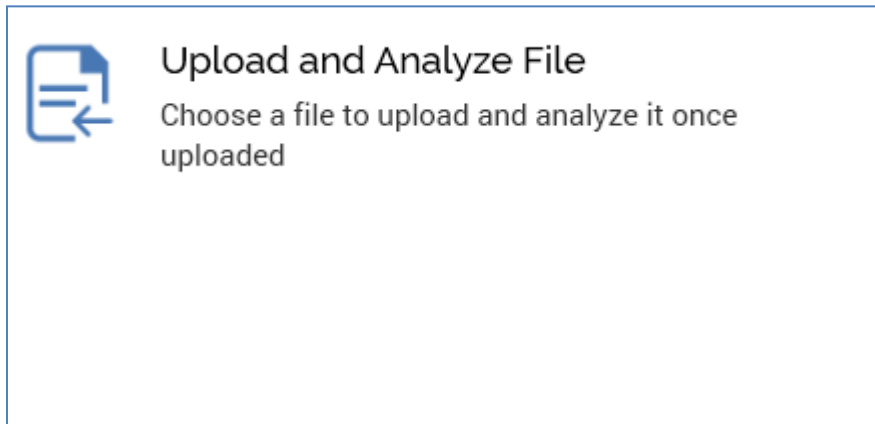 Upload and Analyze File
Choose a file to upload and analyze it once
uploaded